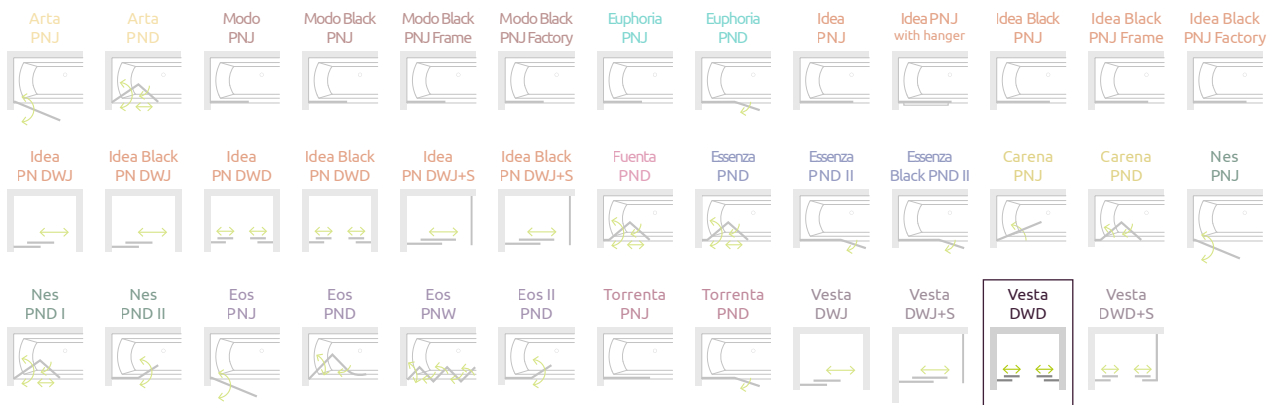 Arta
PNJ
Arta
PND
Modo
PNJ
Modo Black
PNJ
Modo Black
PNJ Frame
Modo Black
PNJ Factory
Euphoria
PNJ
Euphoria
PND
Idea
PNJ
Idea PNJ
with hanger
Idea Black
PNJ
Idea Black
PNJ Frame
Idea Black
PNJ Factory
Idea
PN DWJ
Idea Black
PN DWJ
Idea
PN DWD
Idea Black
PN DWD
Idea
PN DWJ+S
Idea Black
PN DWJ+S
Fuenta
PND
Essenza
PND
Essenza
PND II
Essenza
Black PND II
Carena
PNJ
Carena
PND
Nes
PNJ
Nes
PND I
Nes
PND II
Eos
PNJ
Eos
PND
Eos
PNW
Eos II
PND
Torrenta
PNJ
Torrenta
PND
Vesta
DWJ
Vesta
DWJ+S
Vesta
DWD
Vesta
DWD+S